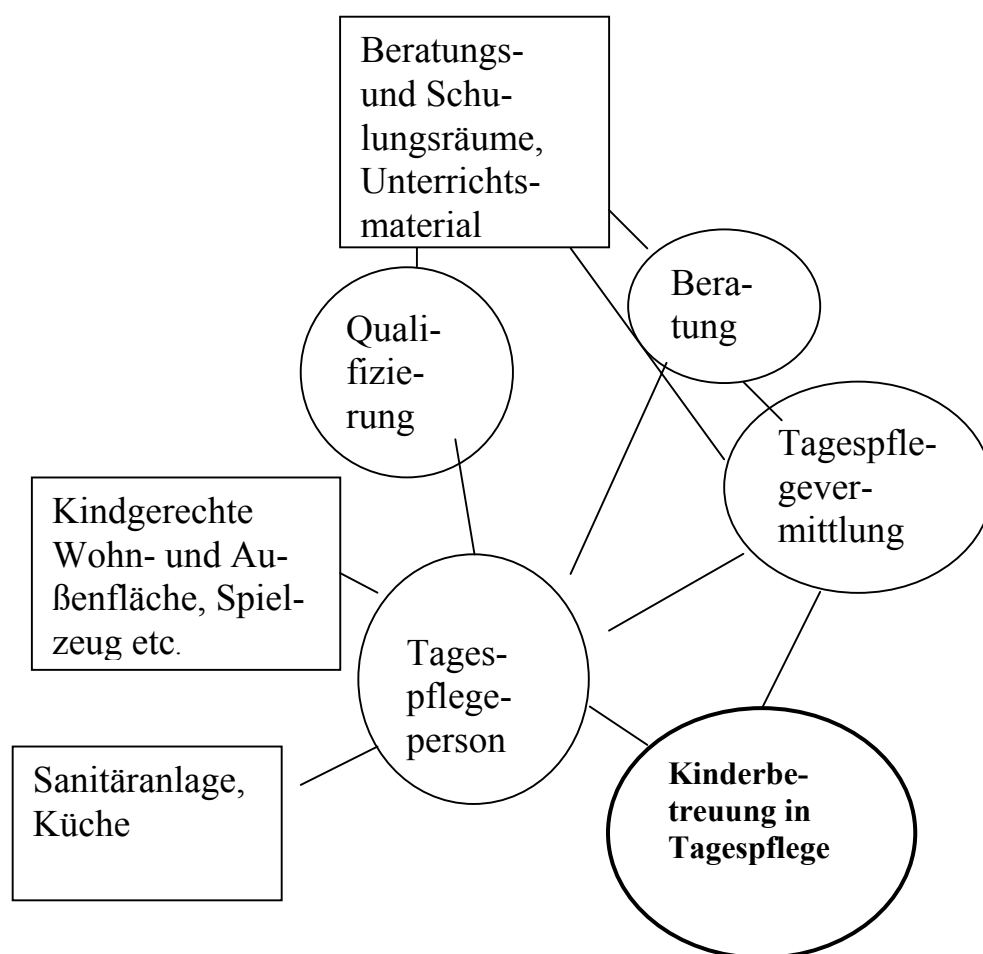 Beratungs-
und Schu-
lungsräume,
Unterrichts-
material
Bera-
tung
Quali-
fizie-
rung
Tagespfle-
gever-
mittlung
Kindgerechte
Wohn- und Au-
ßenfläche, Spiel-
zeug etc.
Tages-
pflege-
person
Sanitäranlage,
Küche
Kinderbe-
treuung in
Tagespflege